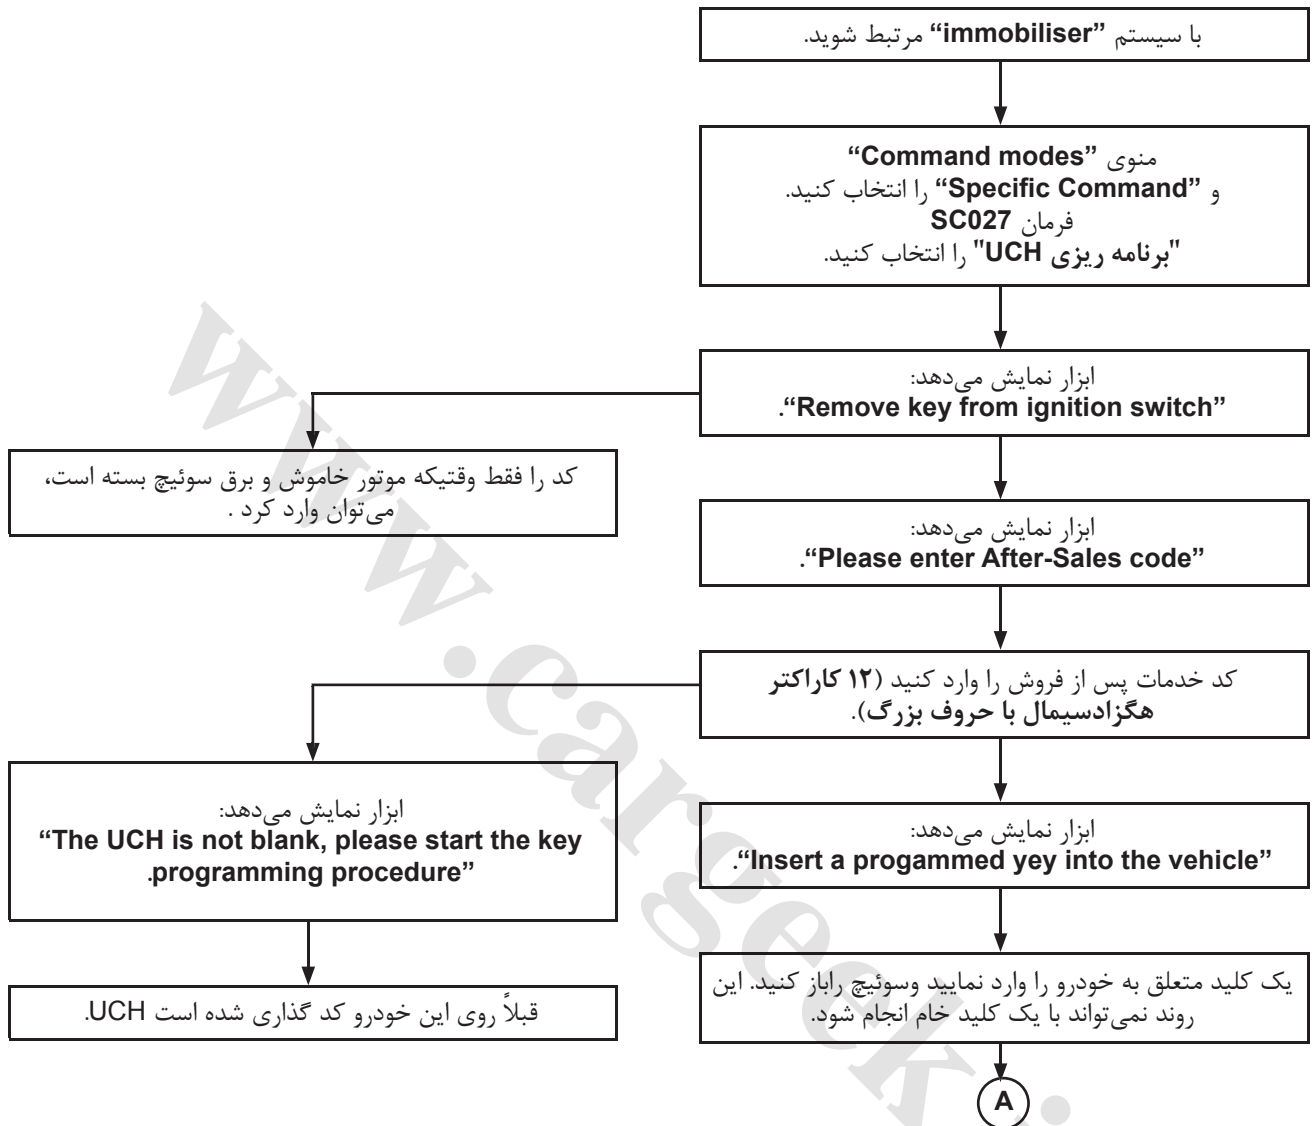 با سیستم “immobiliser” مرتبط شوید.
منوی “Command modes”
و “Specific Command” را انتخاب کنید.
فرمان SC027
"برنامه ریزی UCH" را انتخاب کنید.
ابزار نمایش می‌دهد:
“Remove key from ignition switch”.
کد را فقط وقتیکه موتور خاموش و برق سوئیچ بسته است،
می‌توان وارد کرد .
ابزار نمایش می‌دهد:
“Please enter After-Sales code”.
کد خدمات پس از فروش را وارد کنید (۱۲ کاراکتر
هگزادسیمال با حروف بزرگ).
ابزار نمایش می‌دهد:
“The UCH is not blank, please start the key
programming procedure”.
ابزار نمایش می‌دهد:
“Insert a progammed yey into the vehicle”.
قبلاً روی این خودرو کد گذاری شده است UCH.
یک کلید متعلق به خودرو را وارد نمایید وسوئیچ راباز کنید. این
روند نمی‌تواند با یک کلید خام انجام شود.
A
www.cargeek.i